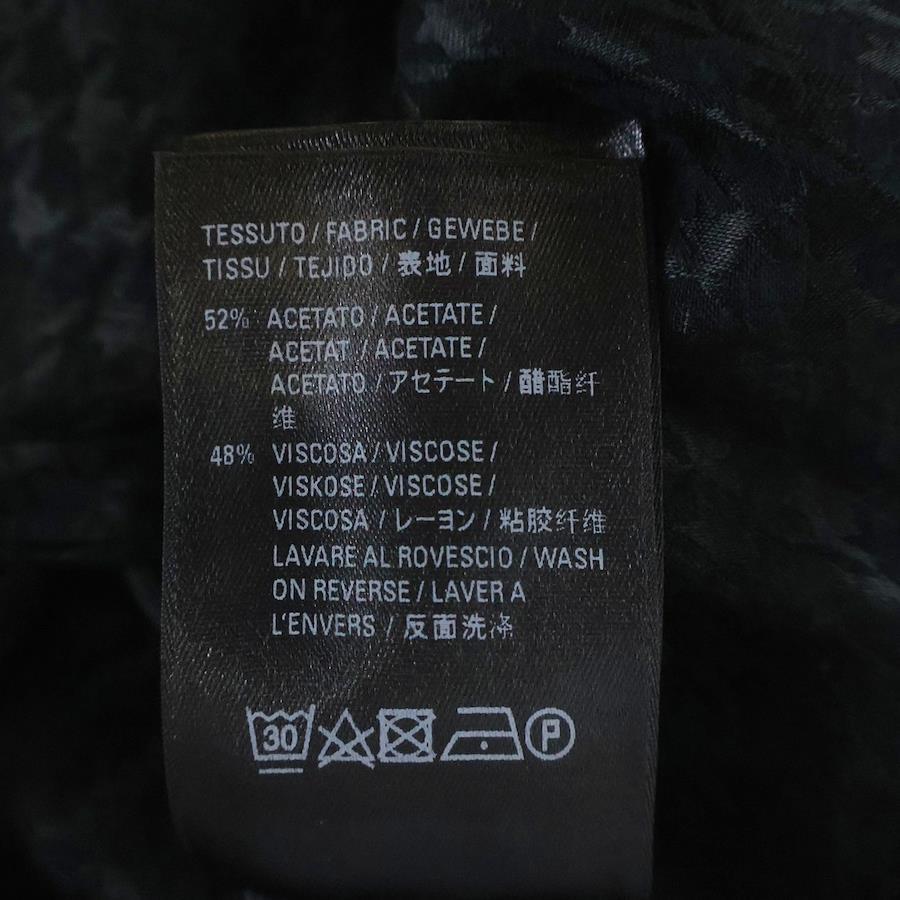 TESSUTO / FABRIC / GEWEBE /
TISSU / TEJIDO / 表地 / 面料
52% ACETATO / ACETATE /
ACETAT / ACETATE /
ACETATO / アセテート / 醋酯纤
维
48% VISCOSA / VISCOSE /
VISKOSE / VISCOSE /
VISCOSA / レーヨン / 粘胶纤维
LAVARE AL ROVESCIO / WASH
ON REVERSE / LAVER A
L'ENVERS / 反面洗涤
30 P